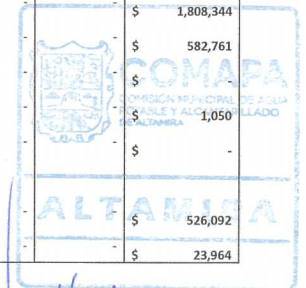 - - $ 1,808,344
- - $ 582,761
COMAPA
- - $ -
COMISIÓN MUNICIPAL DE AGUA
POTABLE Y ALCANTARILLADO
DE ALTAMIRA
- - $ 1,050
- - $ -
ALTAMIRA
- - $ 526,092
- - $ 23,964